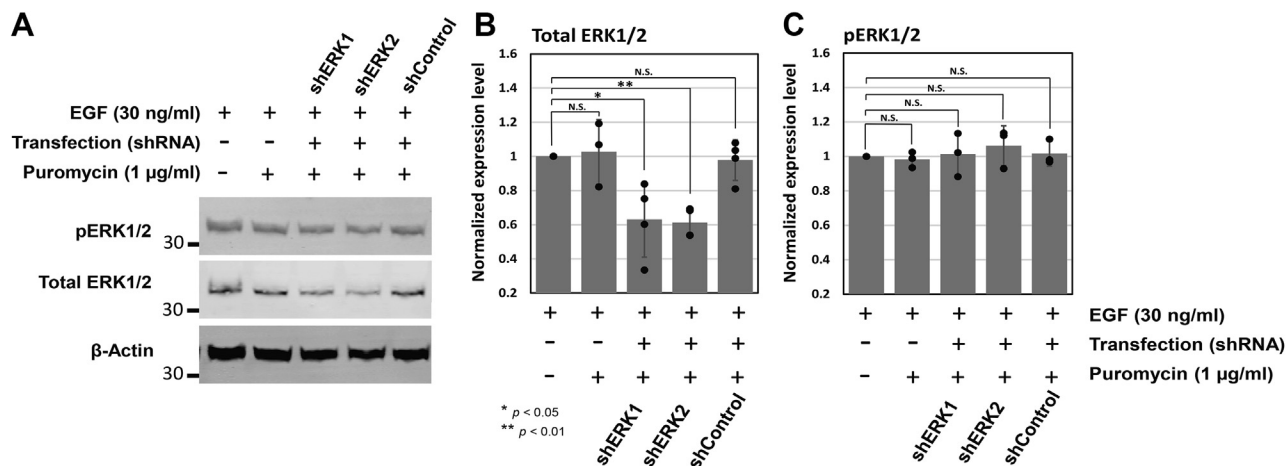 A
shERK1
shERK2
shControl
EGF (30 ng/ml) + + + + +
Transfection (shRNA) – – + + +
Puromycin (1 µg/ml) – + + + +
pERK1/2
30
Total ERK1/2
30
β-Actin
30
B
Total ERK1/2
Normalized expression level
1.6
1.4
1.2
1
0.8
0.6
0.4
0.2
N.S.
**
*
N.S.
+ + + + +
– – + + +
– + + + +
* p < 0.05
** p < 0.01
shERK1
shERK2
shControl
C
pERK1/2
Normalized expression level
1.6
1.4
1.2
1
0.8
0.6
0.4
0.2
N.S.
N.S.
N.S.
N.S.
+ + + + + EGF (30 ng/ml)
– – + + + Transfection (shRNA)
– + + + + Puromycin (1 µg/ml)
shERK1
shERK2
shControl